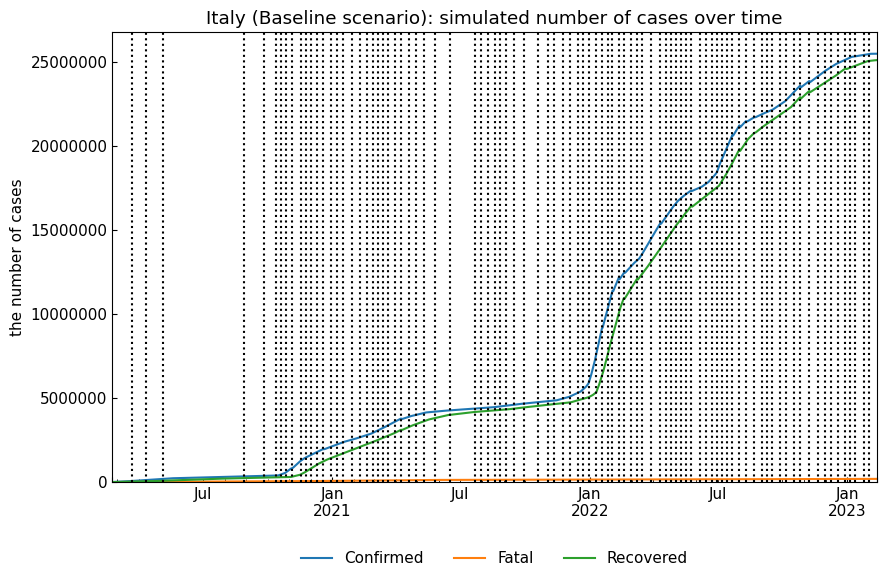 Italy (Baseline scenario): simulated number of cases over time
the number of cases
25000000
20000000
15000000
10000000
5000000
0
Jul
Jan
2021
Jul
Jan
2022
Jul
Jan
2023
Confirmed
Fatal
Recovered